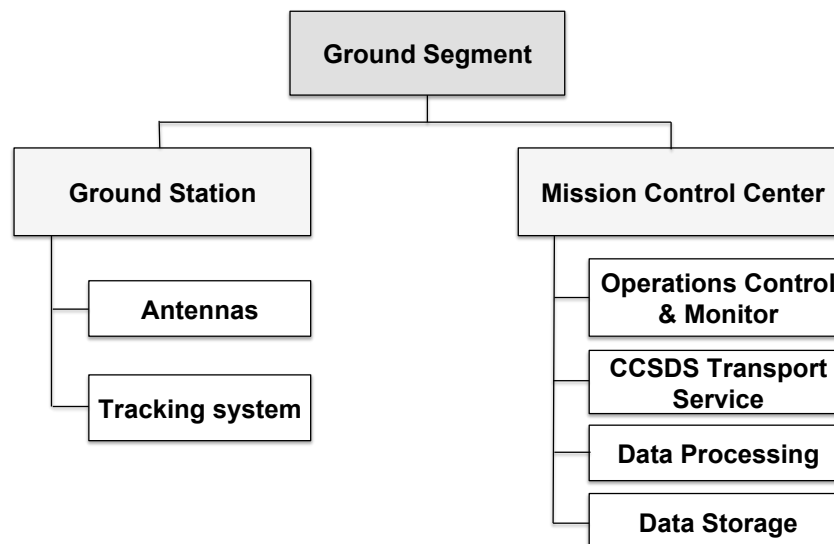 Ground Segment
Ground Station
Mission Control Center
Antennas
Tracking system
Operations Control
& Monitor
CCSDS Transport
Service
Data Processing
Data Storage